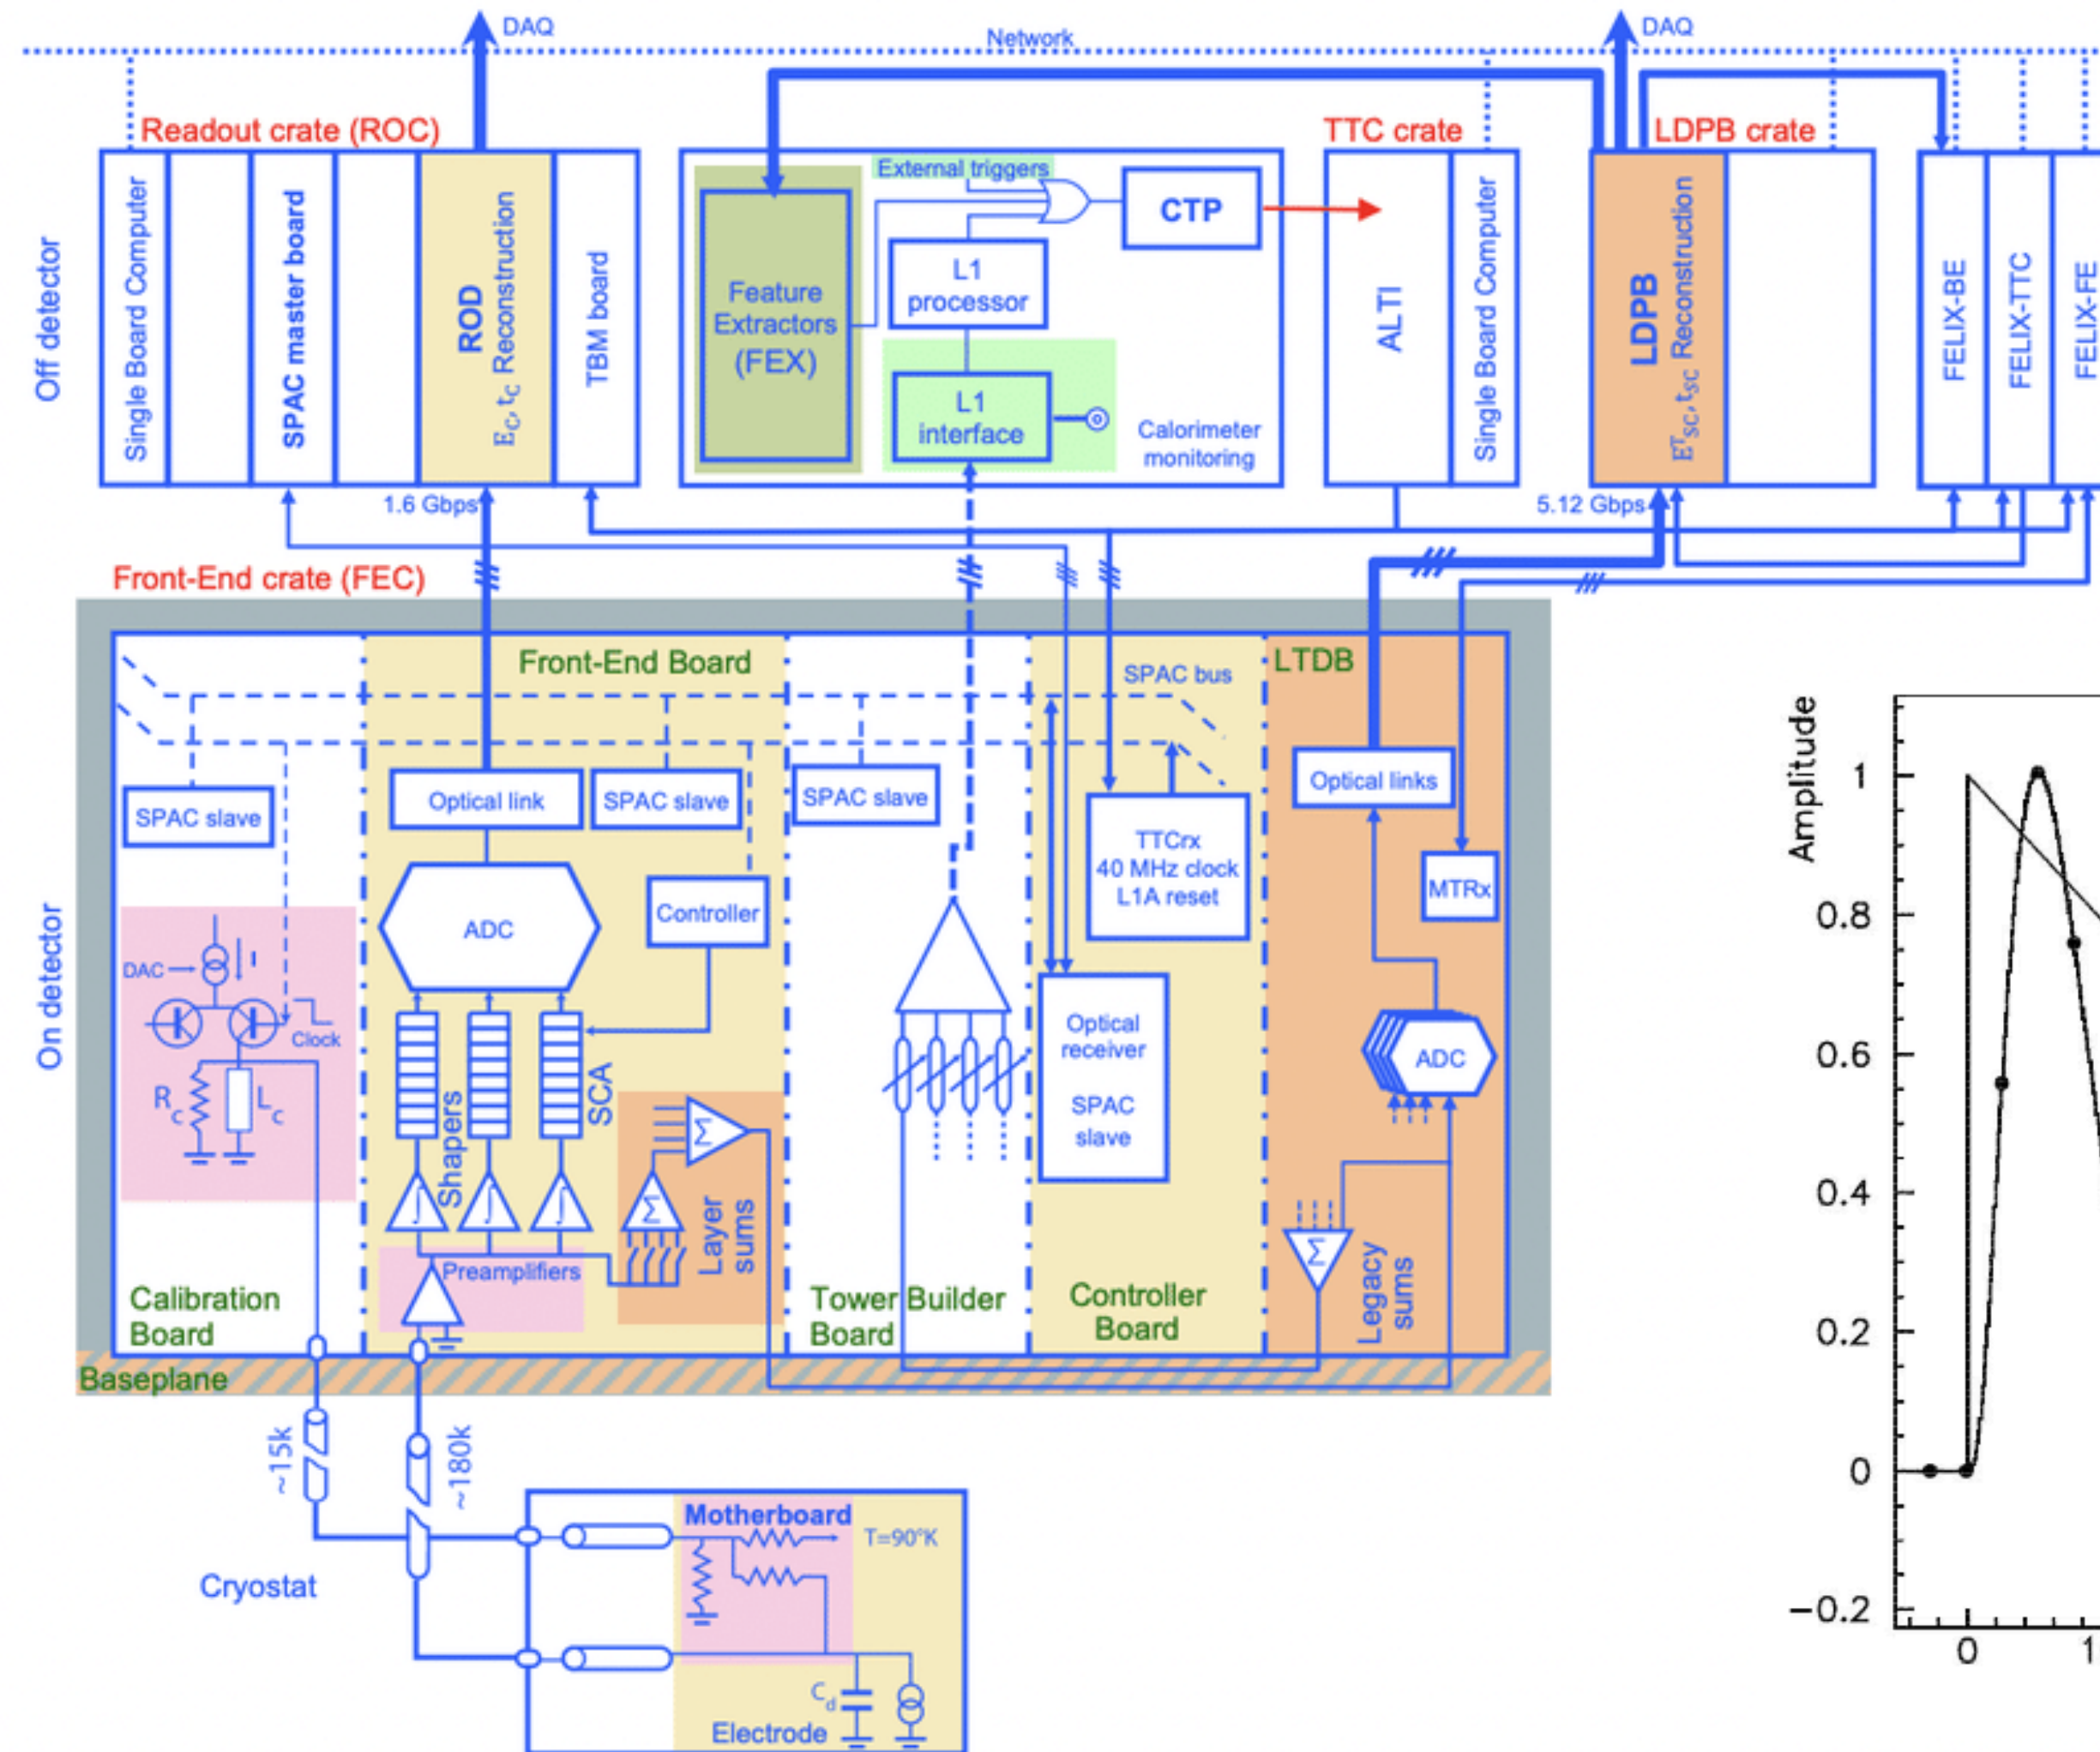 DAQ
Network
DAQ
Readout crate (ROC)
TTC crate
LDPB crate
Off detector
Single Board Computer
SPAC master board
ROD
E_C, t_C Reconstruction
TBM board
Feature
Extractors
(FEX)
External triggers
CTP
L1
processor
L1
interface
Calorimeter
monitoring
ALTI
Single Board Computer
LDPB
E^T_SC, t_SC Reconstruction
FELIX-BE
FELIX-TTC
FELIX-FE
1.6 Gbps
5.12 Gbps
Front-End crate (FEC)
On detector
Front-End Board
SPAC bus
LTDB
SPAC slave
Optical link
SPAC slave
SPAC slave
Optical links
TTCrx
40 MHz clock
L1A reset
MTRx
ADC
Controller
DAC
I
Clock
R_c
L_c
Shapers
SCA
Σ
Σ
Layer
sums
Preamplifiers
∫
∫
∫
Optical
receiver
SPAC
slave
ADC
Σ
Legacy
sums
Calibration
Board
Tower Builder
Board
Controller
Board
Baseplane
~15k
~180k
Cryostat
Motherboard
T=90°K
C_d
Electrode
Amplitude
1
0.8
0.6
0.4
0.2
0
−0.2
0
1